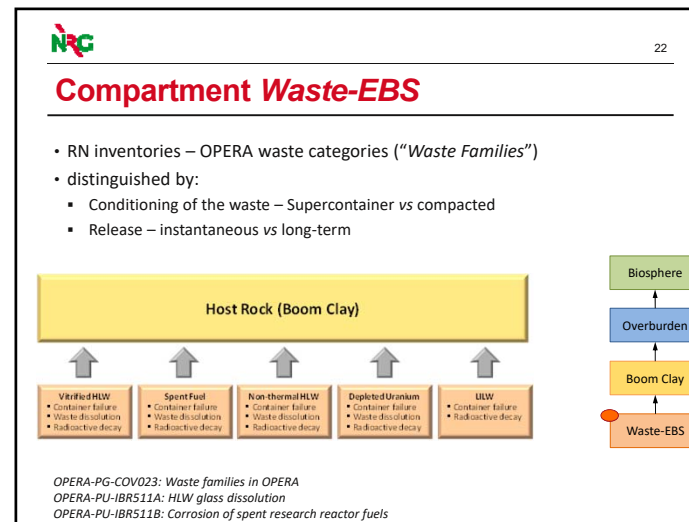 NRG
22
Compartment Waste-EBS
• RN inventories – OPERA waste categories (“Waste Families”)
• distinguished by:
▪ Conditioning of the waste – Supercontainer vs compacted
▪ Release – instantaneous vs long-term
Host Rock (Boom Clay)
Vitrified HLW
▪ Container failure
▪ Waste dissolution
▪ Radioactive decay
Spent Fuel
▪ Container failure
▪ Waste dissolution
▪ Radioactive decay
Non-thermal HLW
▪ Container failure
▪ Waste dissolution
▪ Radioactive decay
Depleted Uranium
▪ Container failure
▪ Waste dissolution
▪ Radioactive decay
LILW
▪ Container failure
▪ Radioactive decay
Biosphere
Overburden
Boom Clay
Waste-EBS
OPERA-PG-COV023: Waste families in OPERA
OPERA-PU-IBR511A: HLW glass dissolution
OPERA-PU-IBR511B: Corrosion of spent research reactor fuels